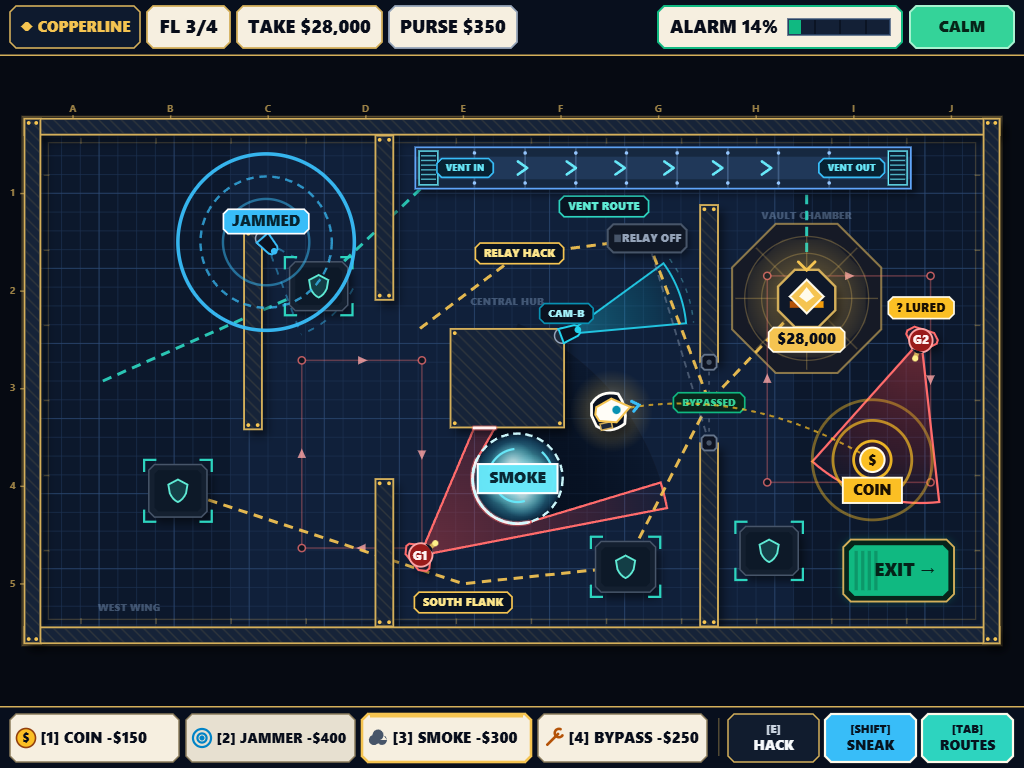 COPPERLINE
FL 3/4
TAKE $28,000
PURSE $350
ALARM 14%
CALM
A B C D E F G H I J
1
2
3
4
5
VENT IN
VENT OUT
VENT ROUTE
VAULT CHAMBER
JAMMED
RELAY HACK
RELAY OFF
CENTRAL HUB
CAM-B
? LURED
$28,000
G2
BYPASSED
SMOKE
$
COIN
G1
EXIT →
SOUTH FLANK
WEST WING
$ [1] COIN -$150
[2] JAMMER -$400
[3] SMOKE -$300
[4] BYPASS -$250
[E]
HACK
[SHIFT]
SNEAK
[TAB]
ROUTES